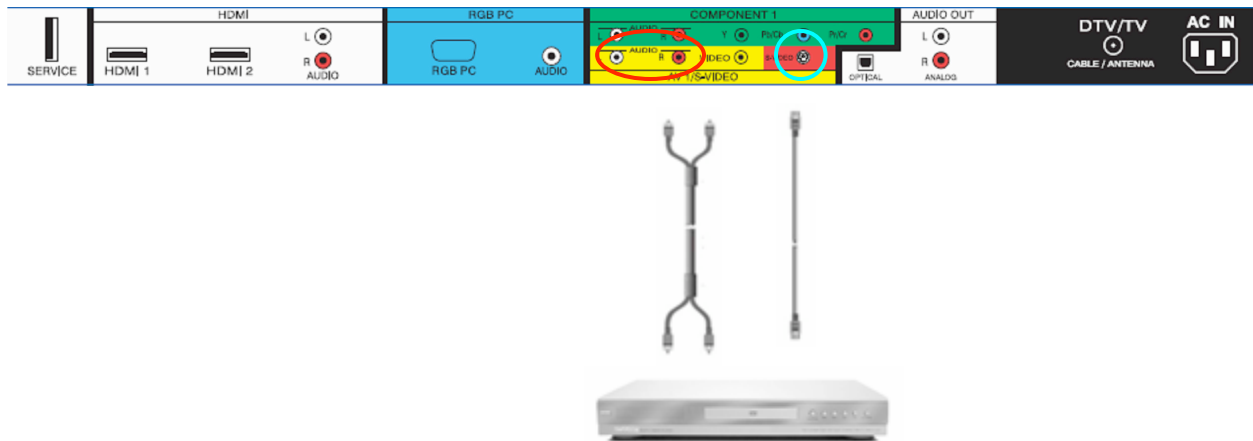 HDMI
RGB PC
COMPONENT 1
AUDIO OUT
DTV/TV
AC IN
L
L AUDIO R Y Pb/Cb Pr/Cr
L
AUDIO
R VIDEO S-VIDEO
R
AUDIO
R
ANALOG
SERVICE
HDMI 1
HDMI 2
RGB PC
AUDIO
AV 1/S-VIDEO
OPTICAL
CABLE / ANTENNA